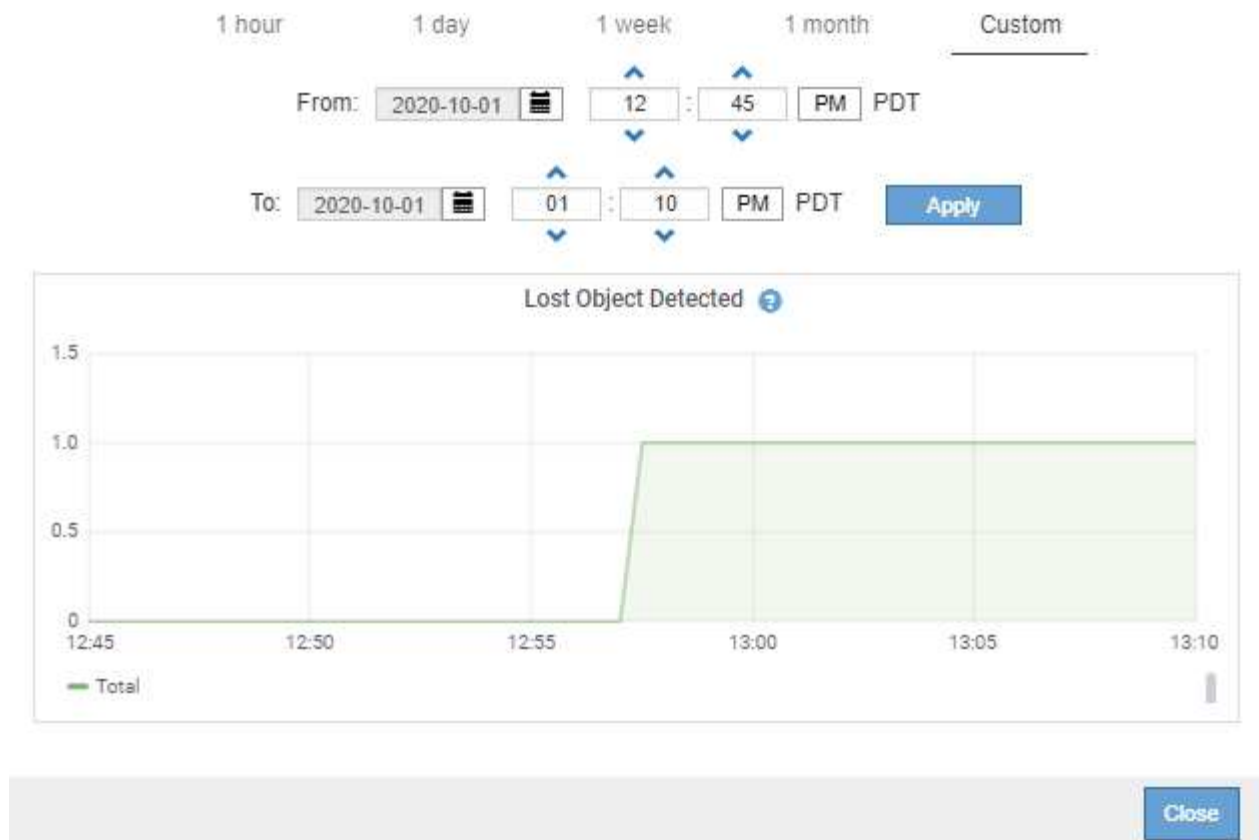 1 hour 1 day 1 week 1 month Custom
From: 2020-10-01 12 : 45 PM PDT
To: 2020-10-01 01 : 10 PM PDT Apply
Lost Object Detected ?
1.5
1.0
0.5
0
12:45 12:50 12:55 13:00 13:05 13:10
Total
Close